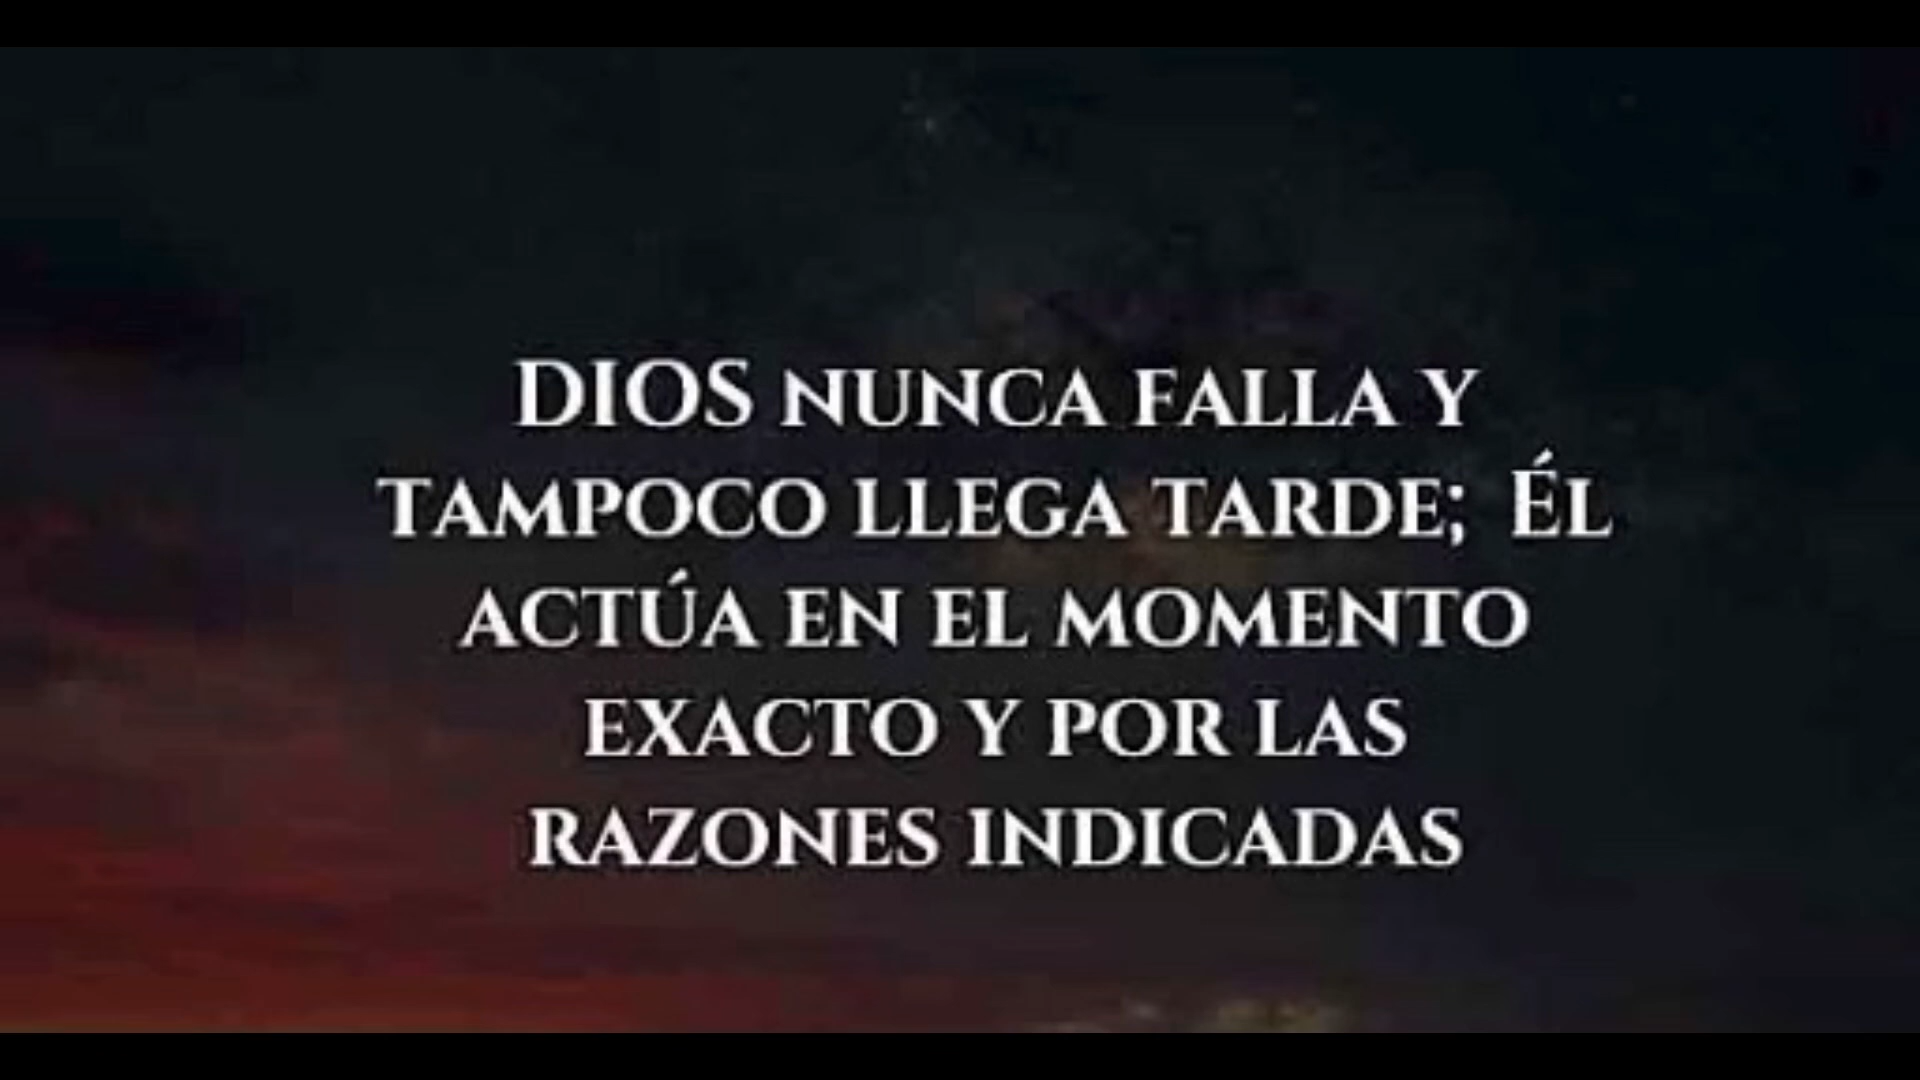 DIOS NUNCA FALLA Y
TAMPOCO LLEGA TARDE; ÉL
ACTÚA EN EL MOMENTO
EXACTO Y POR LAS
RAZONES INDICADAS